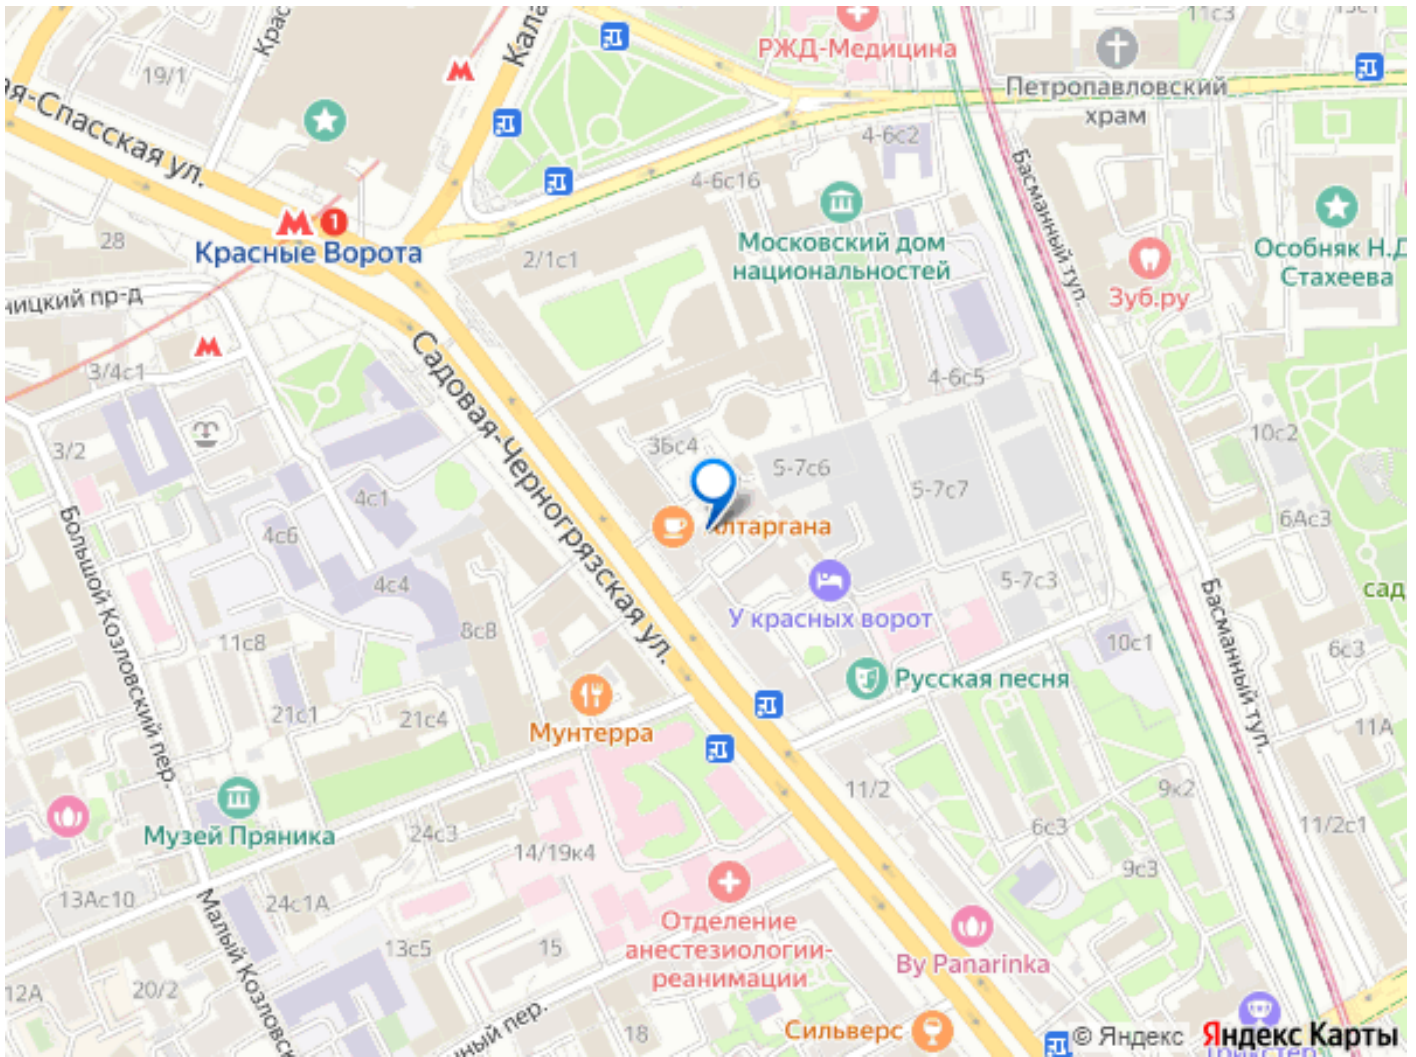 11с3
13с1
Крас
Кала
РЖД-Медицина
19/1
Петропавловский
храм
ая-Спасская ул.
4-6с2
Басманный туп.
4-6с16
28
Красные Ворота
1
2/1с1
Московский дом
национальностей
Особняк Н.Д
Стахеева
Зуб.ру
ницкий пр-д
3/4с1
Садовая-Черногрязская ул.
4-6с5
3/2
3Бс4
5-7с6
10с2
4с1
5-7с7
6Ас3
Большой Козловский пер.
4с6
лтаргана
4с4
5-7с3
сад
У красных ворот
Басманный туп.
11с8
8с8
10с1
6с3
Русская песня
21с1
21с4
Мунтерра
11А
11/2
9к2
Музей Пряника
24с3
6с3
11/2с1
14/19к4
9с3
13Ас10
24с1А
Малый Козловск
Отделение
анестезиологии-
реанимации
13с5
15
By Panarinka
12А
20/2
ный пер.
18
Сильверс
© Яндекс
Яндекс Карты